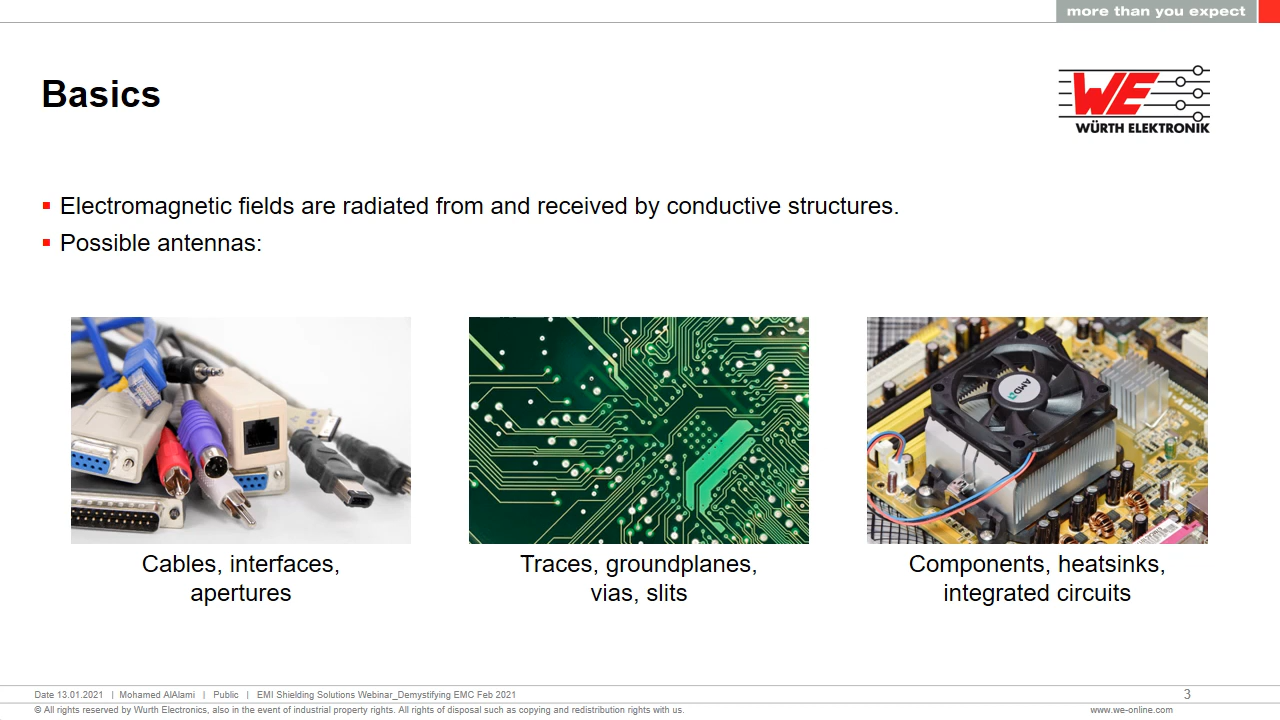 more than you expect
Basics
WE
WÜRTH ELEKTRONIK
Electromagnetic fields are radiated from and received by conductive structures.
Possible antennas:
AMD
Cables, interfaces,
apertures
Traces, groundplanes,
vias, slits
Components, heatsinks,
integrated circuits
Date 13.01.2021 | Mohamed AlAlami | Public | EMI Shielding Solutions Webinar_Demystifying EMC Feb 2021
3
© All rights reserved by Wurth Electronics, also in the event of industrial property rights. All rights of disposal such as copying and redistribution rights with us.
www.we-online.com